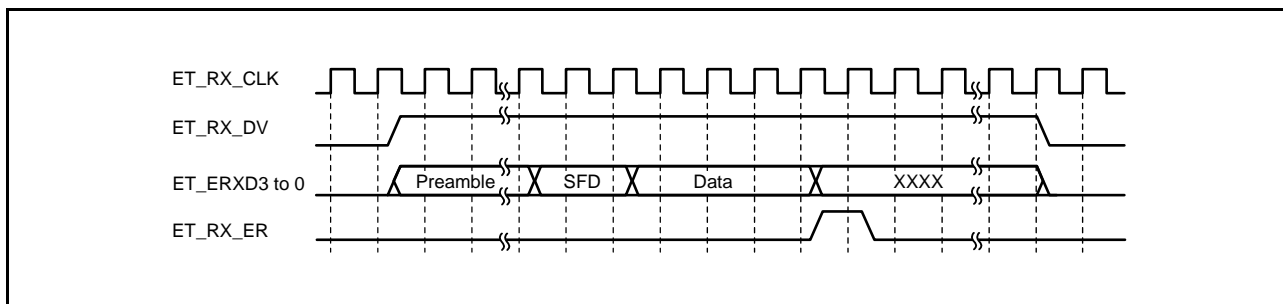 ET_RX_CLK
ET_RX_DV
ET_ERXD3 to 0 Preamble SFD Data XXXX
ET_RX_ER